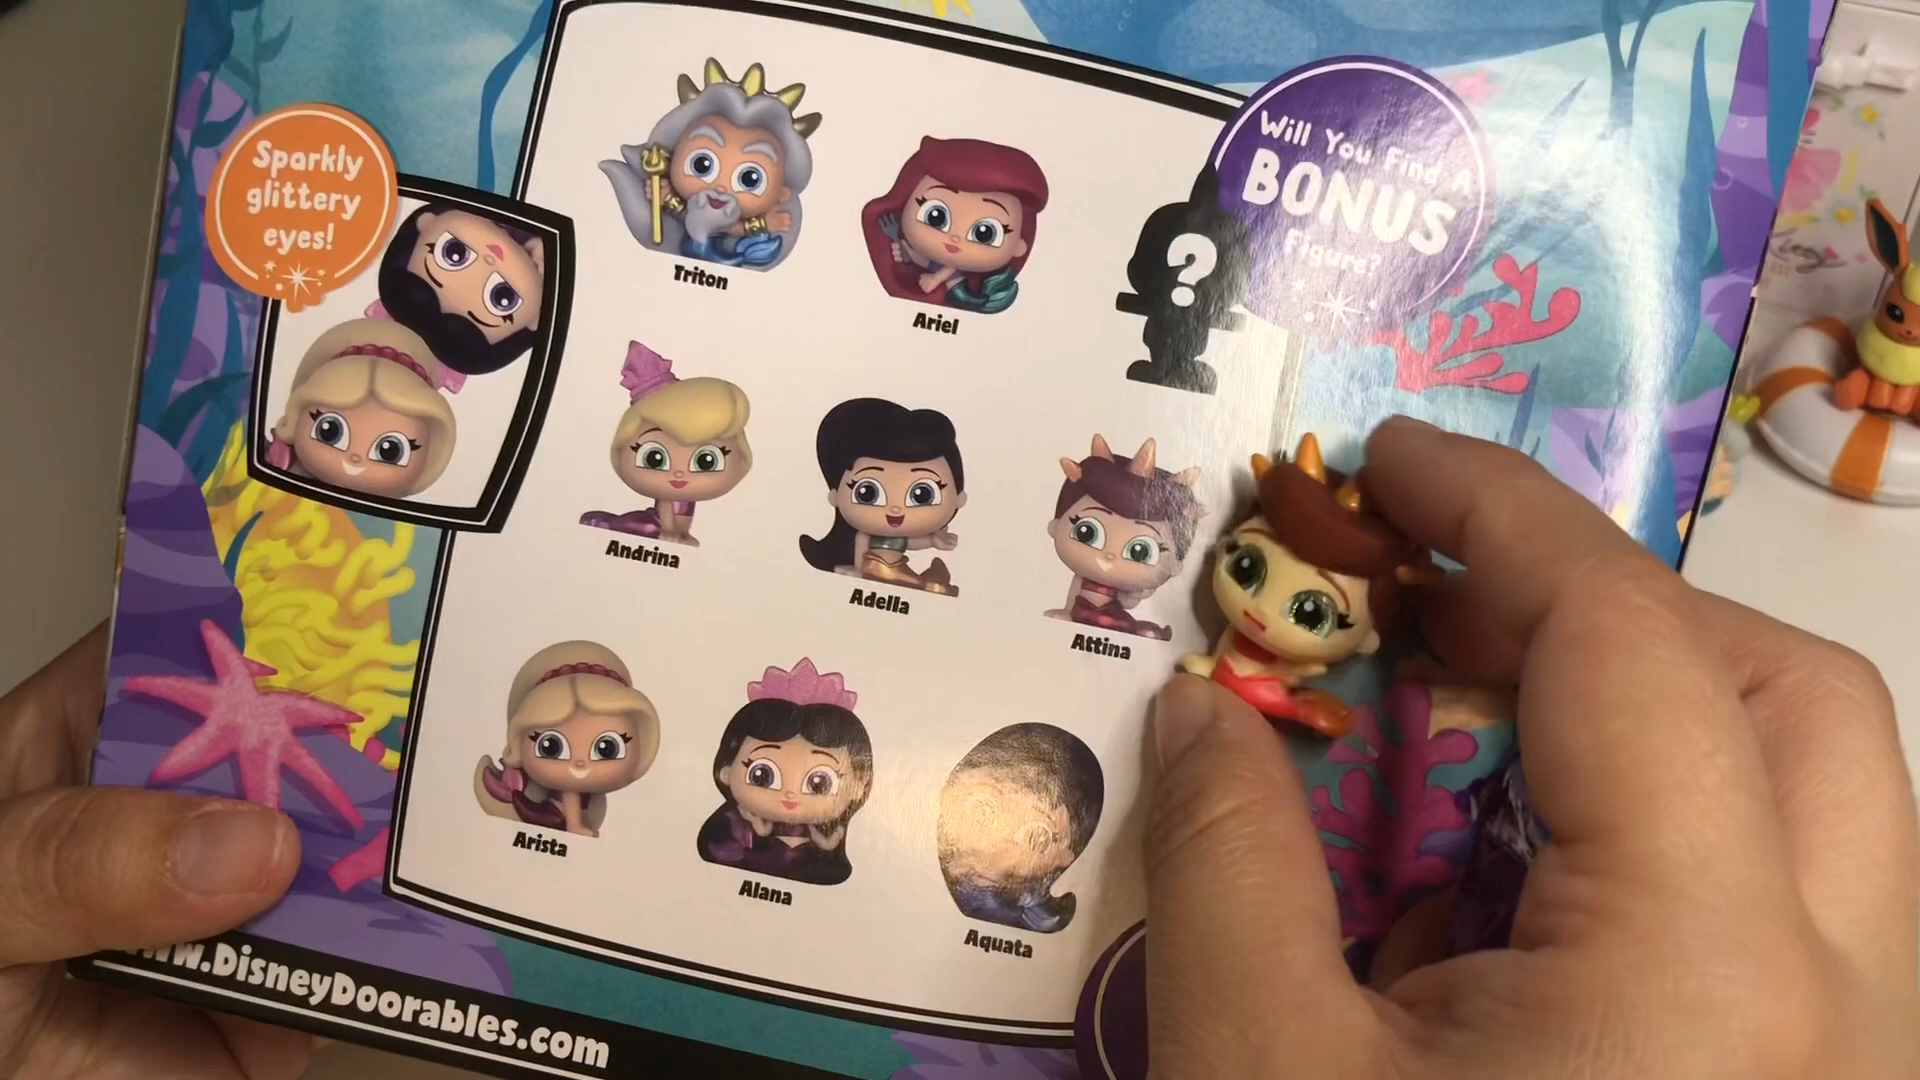 Sparkly
glittery
eyes!
Will You Find A
BONUS
Figure?
?
Triton
Ariel
Andrina
Adella
Attina
Arista
Alana
Aquata
www.DisneyDoorables.com